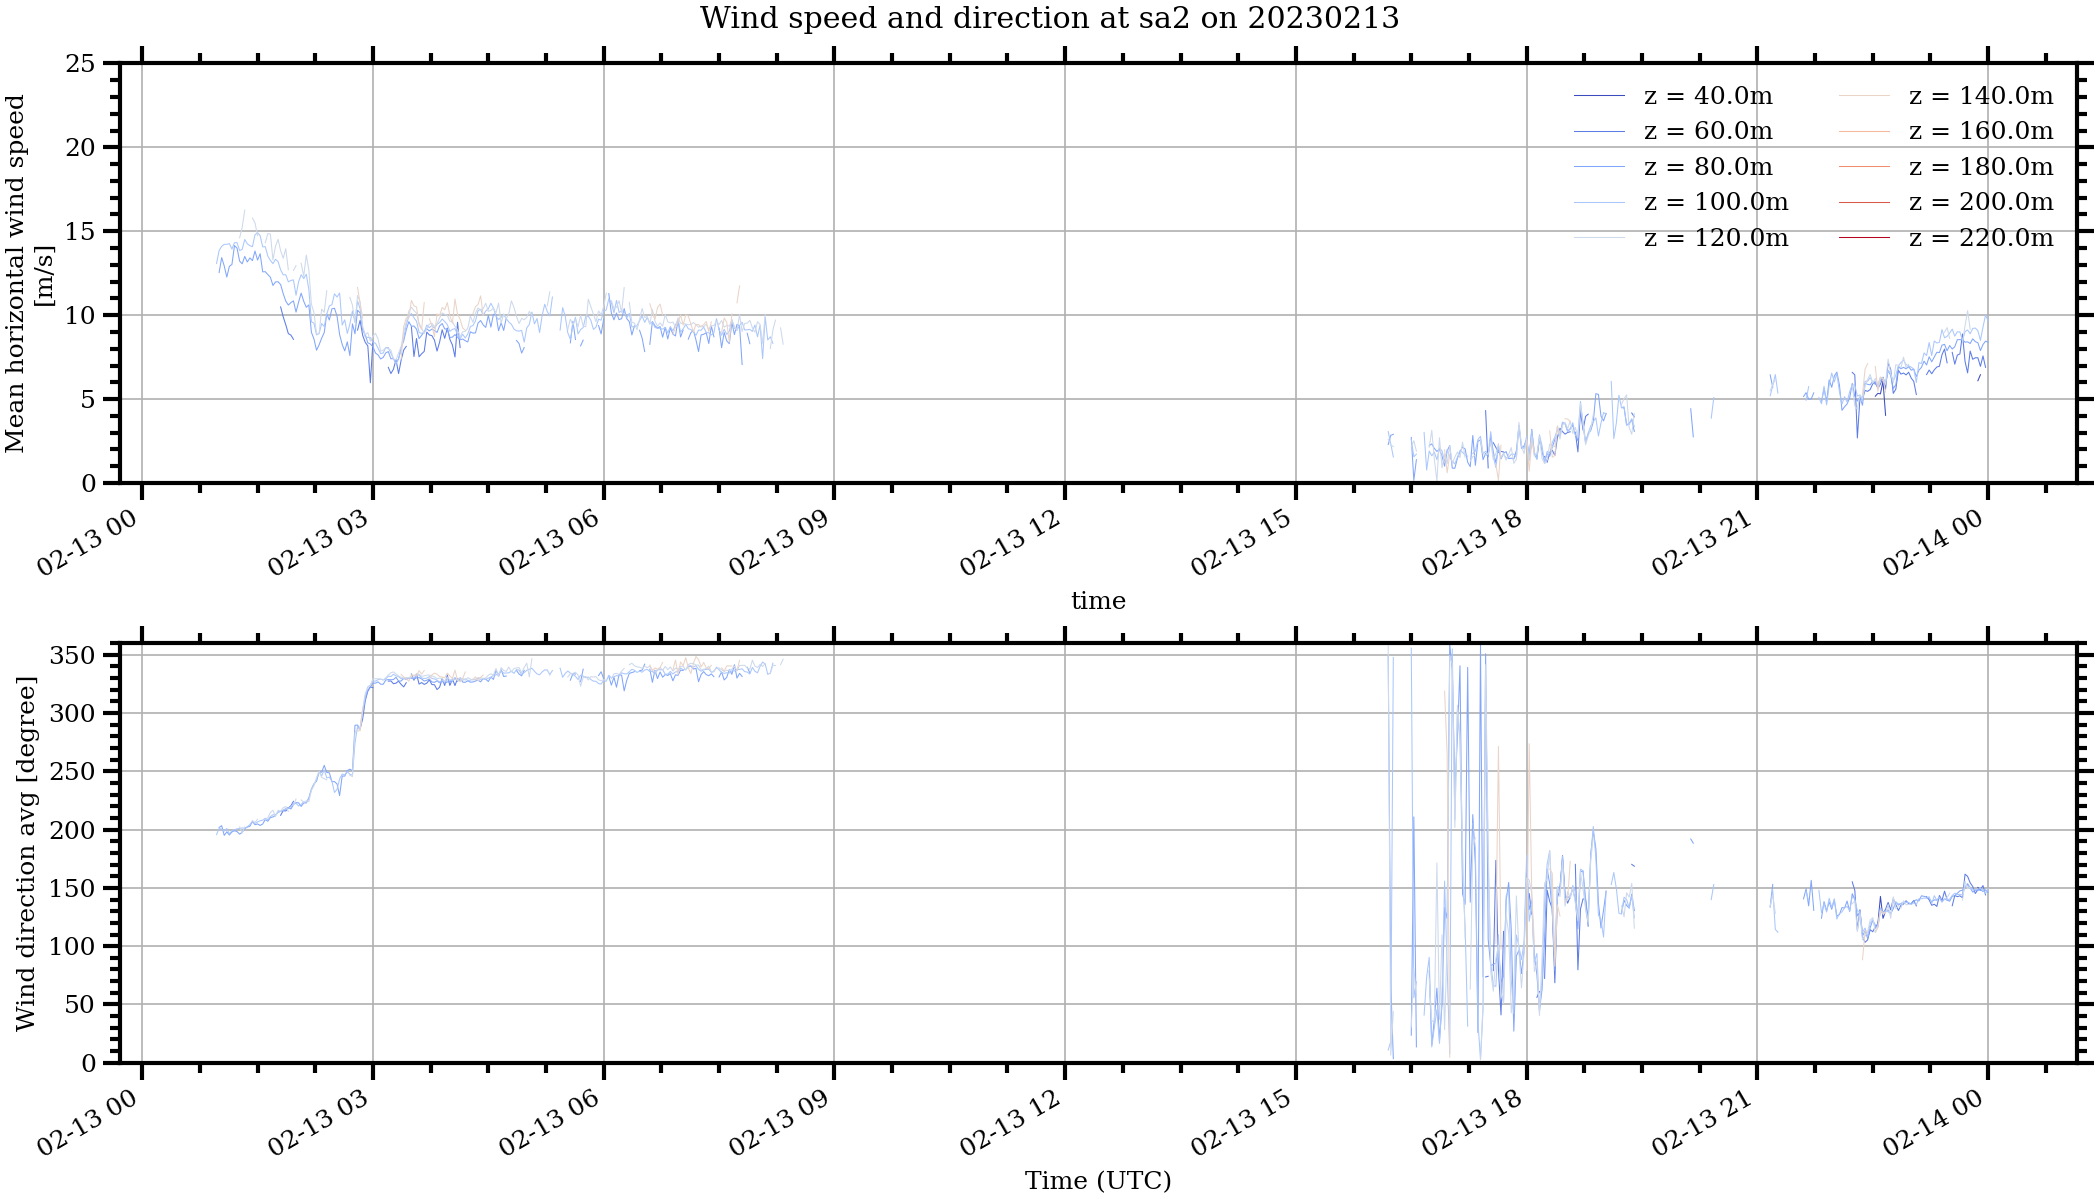 Wind speed and direction at sa2 on 20230213
Mean horizontal wind speed
[m/s]
25
20
15
10
5
0
z = 40.0m
z = 60.0m
z = 80.0m
z = 100.0m
z = 120.0m
z = 140.0m
z = 160.0m
z = 180.0m
z = 200.0m
z = 220.0m
02-13 00
02-13 03
02-13 06
02-13 09
02-13 12
02-13 15
02-13 18
02-13 21
02-14 00
time
Wind direction avg [degree]
350
300
250
200
150
100
50
0
02-13 00
02-13 03
02-13 06
02-13 09
02-13 12
02-13 15
02-13 18
02-13 21
02-14 00
Time (UTC)